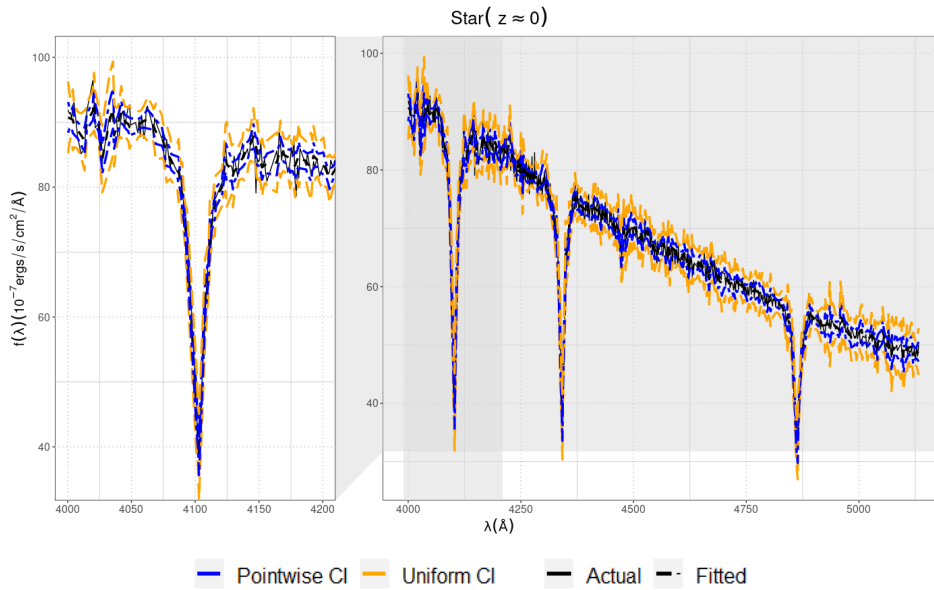 Star( z ≈ 0)
f(λ)(10⁻⁷ergs/s/cm²/Å)
100
80
60
40
4000 4050 4100 4150 4200
100
80
60
40
4000 4250 4500 4750 5000
λ(Å)
Pointwise CI Uniform CI Actual Fitted